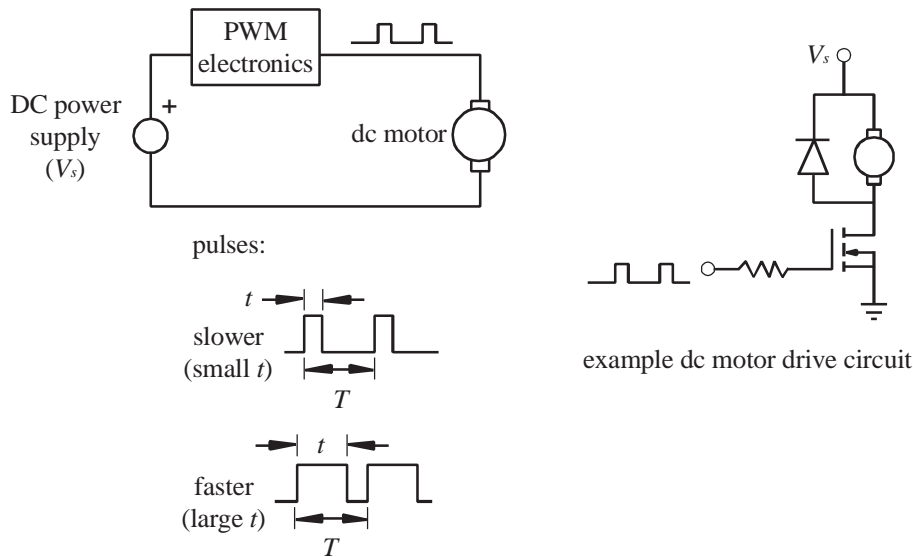 PWM
electronics
DC power
supply
(Vs)
+
dc motor
Vs
pulses:
t
slower
(small t)
T
example dc motor drive circuit
t
faster
(large t)
T